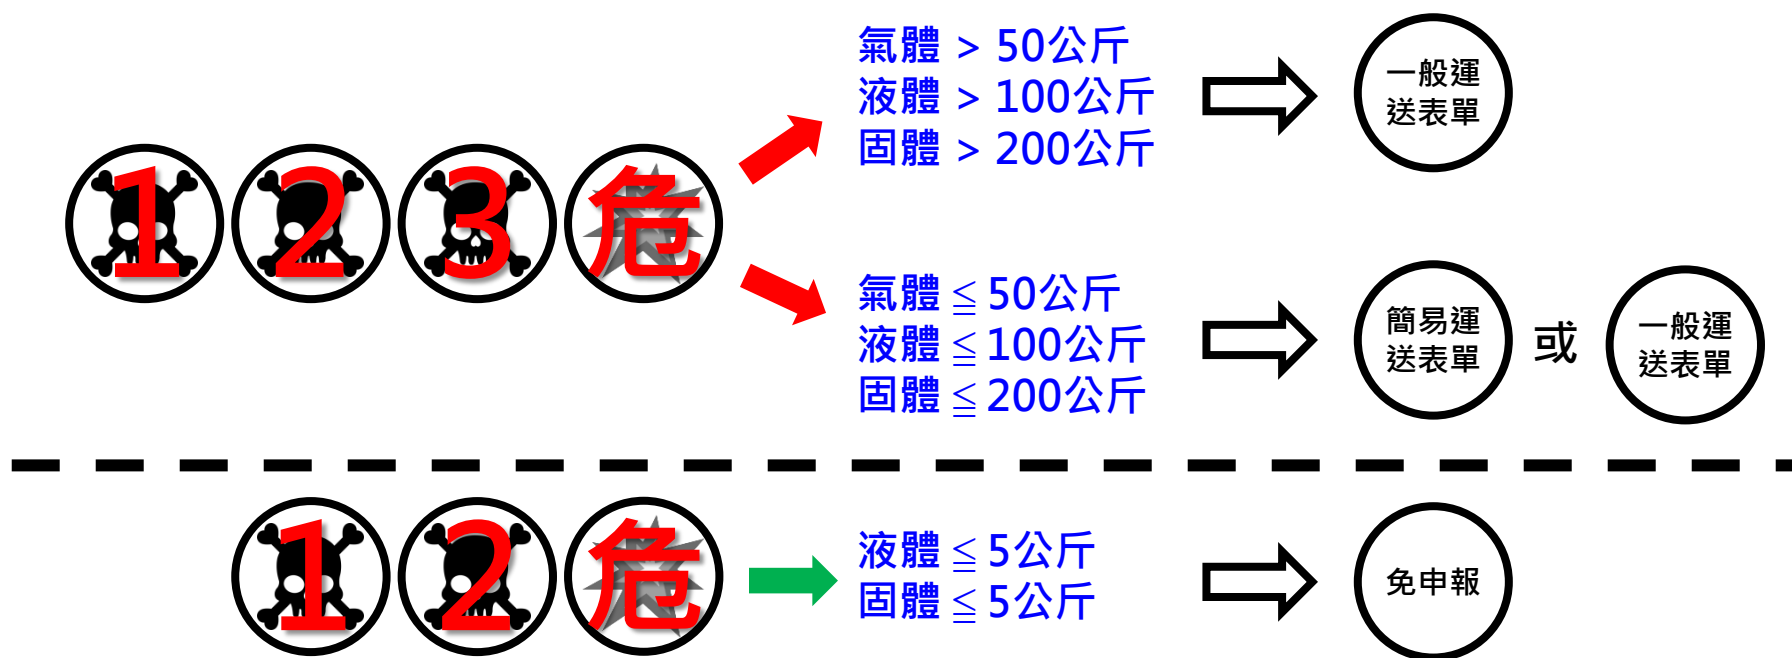 1 2 3 危
氣體 > 50公斤
液體 > 100公斤
固體 > 200公斤
一般運
送表單
氣體 ≦ 50公斤
液體 ≦ 100公斤
固體 ≦ 200公斤
簡易運
送表單
或
一般運
送表單
1 2 危
液體 ≦ 5公斤
固體 ≦ 5公斤
免申報